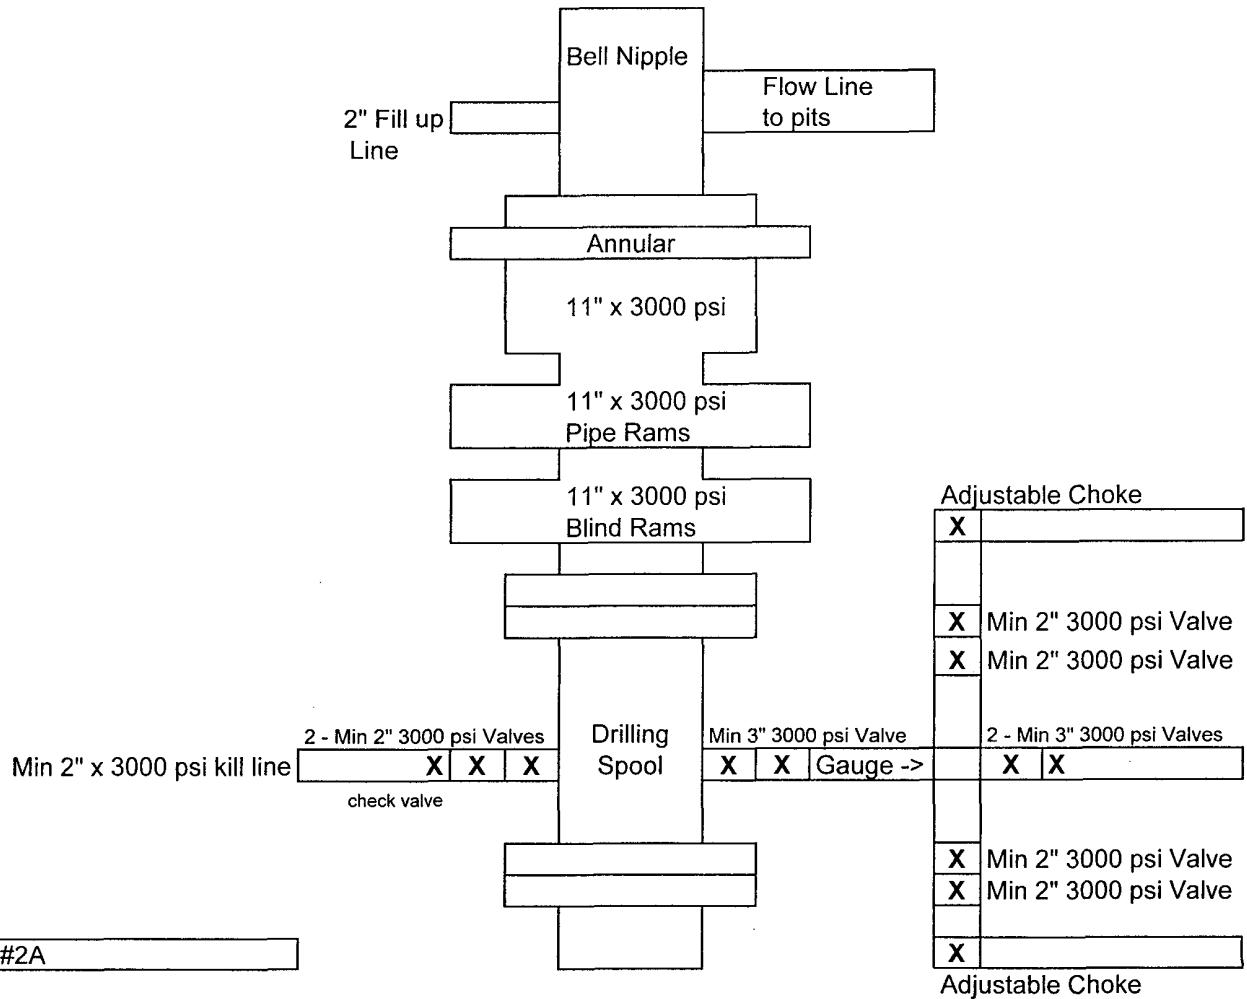 Bell Nipple
Flow Line
to pits
2" Fill up
Line
Annular
11" x 3000 psi
11" x 3000 psi
Pipe Rams
11" x 3000 psi
Blind Rams
Adjustable Choke
X
X Min 2" 3000 psi Valve
X Min 2" 3000 psi Valve
2 - Min 2" 3000 psi Valves
Drilling
Spool
Min 3" 3000 psi Valve
2 - Min 3" 3000 psi Valves
Min 2" x 3000 psi kill line
X X X
X X Gauge ->
X X
check valve
X Min 2" 3000 psi Valve
X Min 2" 3000 psi Valve
#2A
X
Adjustable Choke